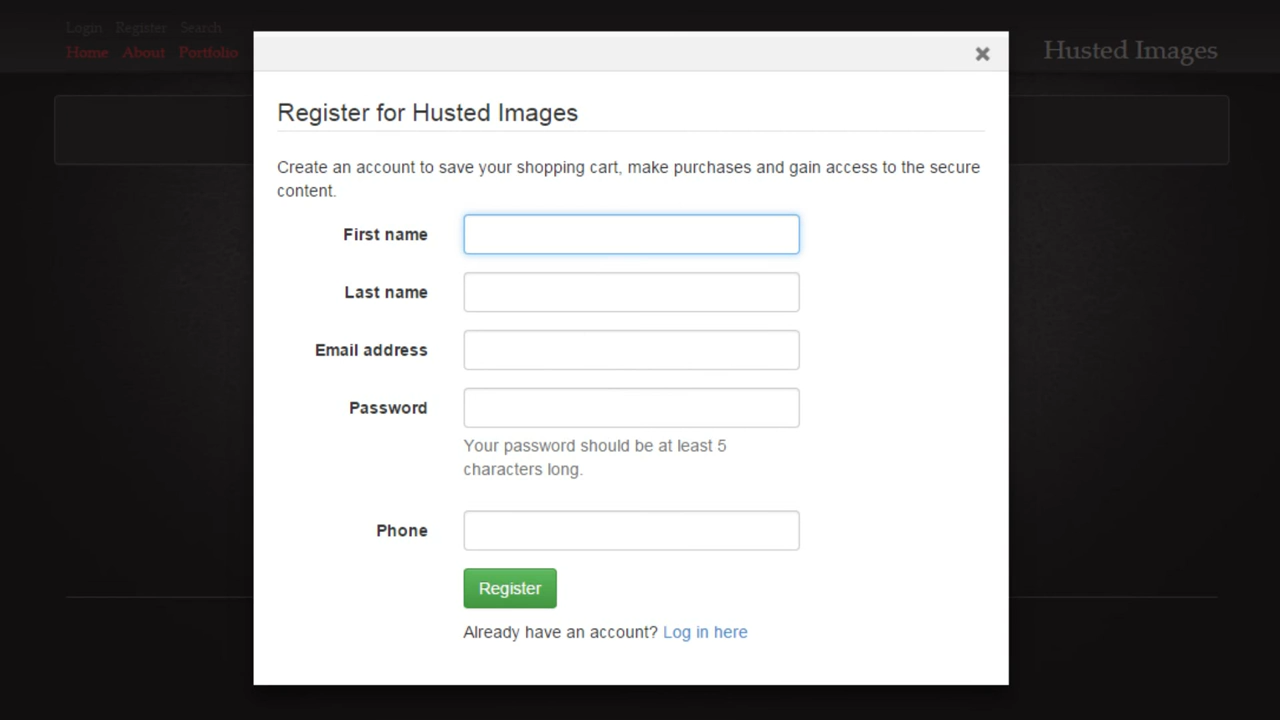 Login Register Search
Home About Portfolio
Husted Images
✖
Register for Husted Images
Create an account to save your shopping cart, make purchases and gain access to the secure
content.
First name
Last name
Email address
Password
Your password should be at least 5
characters long.
Phone
Register
Already have an account? Log in here